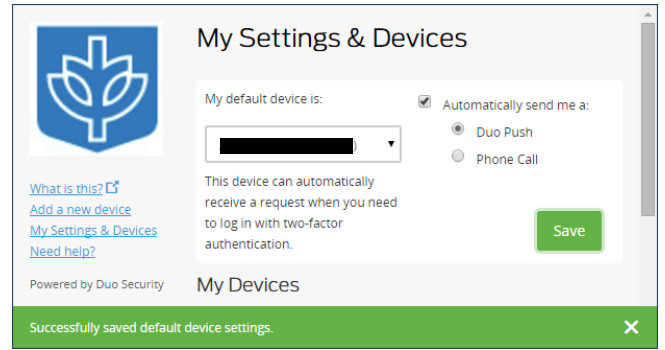 My Settings & Devices
My default device is:
)
This device can automatically
receive a request when you need
to log in with two-factor
authentication.
Automatically send me a:
Duo Push
Phone Call
Save
What is this?
Add a new device
My Settings & Devices
Need help?
Powered by Duo Security
My Devices
Successfully saved default device settings.